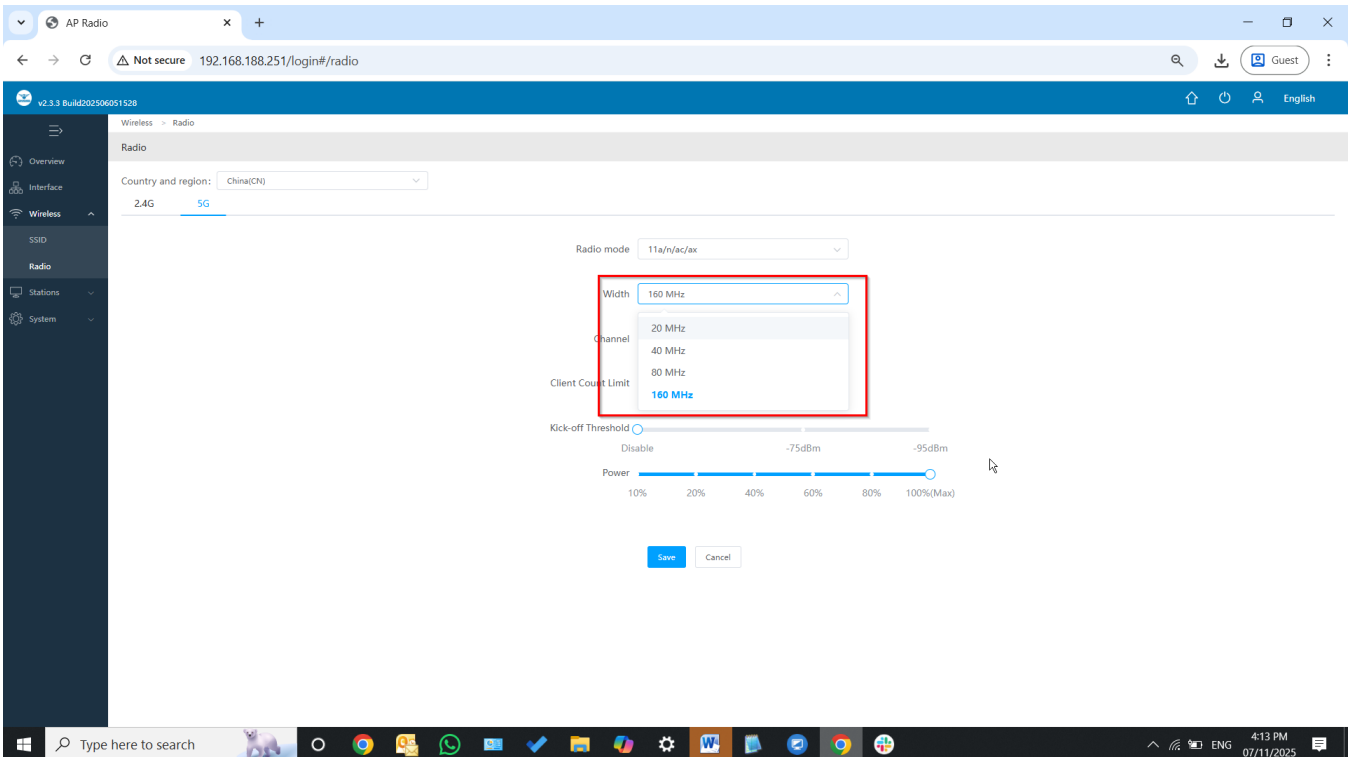 AP Radio
Not secure 192.168.188.251/login#/radio
Guest
v2.3.3 Build202506051528
English
Wireless > Radio
Radio
Overview
Interface
Wireless
SSID
Radio
Stations
System
Country and region: China(CN)
2.4G 5G
Radio mode 11a/n/ac/ax
Width 160 MHz
20 MHz
Channel
40 MHz
80 MHz
Client Count Limit
160 MHz
Kick-off Threshold
Disable -75dBm -95dBm
Power
10% 20% 40% 60% 80% 100%(Max)
Save Cancel
Type here to search
ENG
4:13 PM
07/11/2025